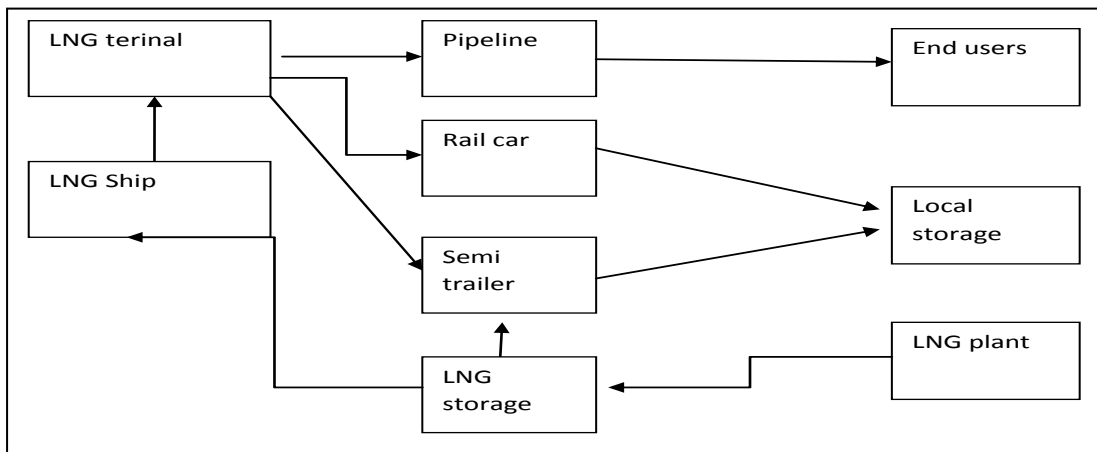 LNG terinal
Pipeline
End users
Rail car
LNG Ship
Local
storage
Semi
trailer
LNG plant
LNG
storage